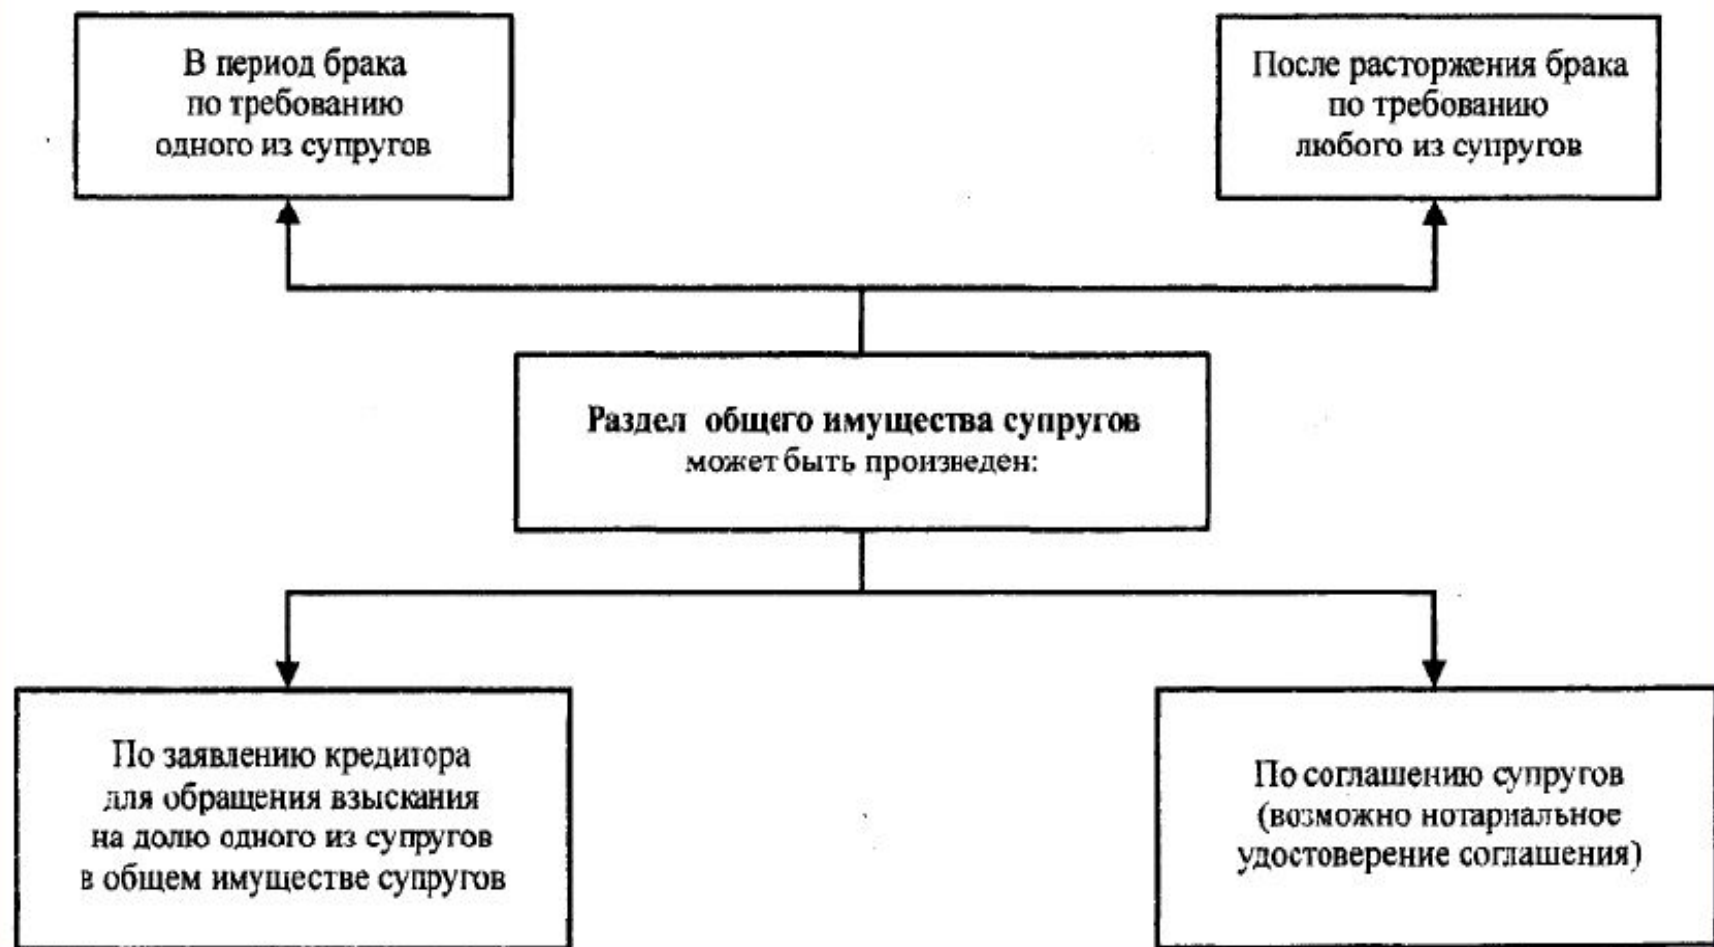 В период брака
по требованию
одного из супругов
После расторжения брака
по требованию
любого из супругов
Раздел общего имущества супругов
может быть произведен:
По заявлению кредитора
для обращения взыскания
на долю одного из супругов
в общем имуществе супругов
По соглашению супругов
(возможно нотариальное
удостоверение соглашения)